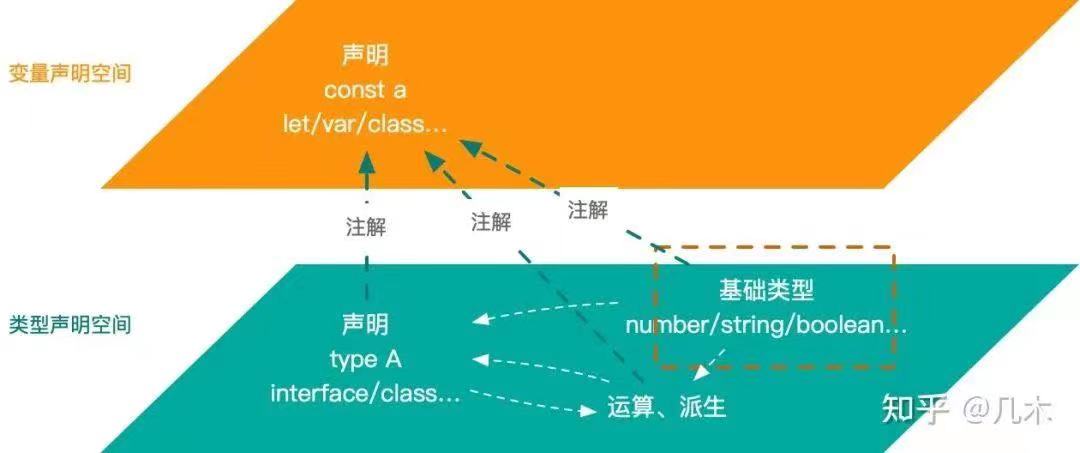 变量声明空间
声明
const a
let/var/class...
注解
注解
注解
类型声明空间
声明
type A
interface/class...
基础类型
number/string/boolean...
运算、派生
知乎 @几木